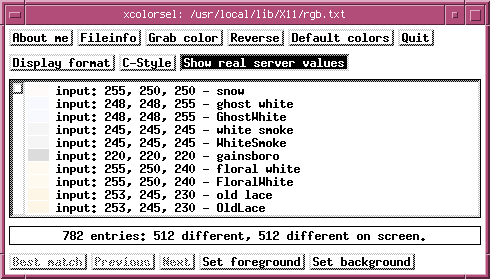 xcolorsel: /usr/local/lib/X11/rgb.txt
About me Fileinfo Grab color Reverse Default colors Quit
Display format C-Style Show real server values
input: 255, 250, 250 - snow
input: 248, 248, 255 - ghost white
input: 248, 248, 255 - GhostWhite
input: 245, 245, 245 - white smoke
input: 245, 245, 245 - WhiteSmoke
input: 220, 220, 220 - gainsboro
input: 255, 250, 240 - floral white
input: 255, 250, 240 - FloralWhite
input: 253, 245, 230 - old lace
input: 253, 245, 230 - OldLace
782 entries: 512 different, 512 different on screen.
Best match Previous Next Set foreground Set background